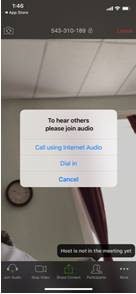 1:46
App Store
543-310-189
Leave
To hear others
please join audio
Call using Internet Audio
Dial in
Cancel
Host is not in the meeting yet
Join Audio
Stop Video
Share Content
Participants
More